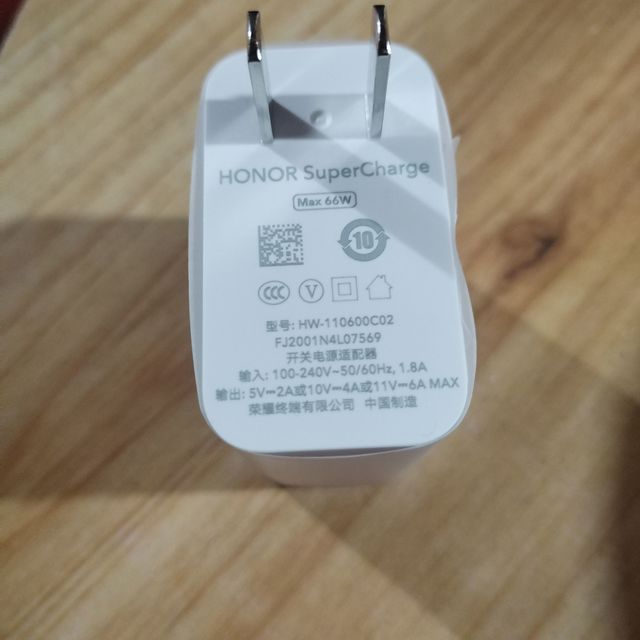 HONOR SuperCharge
Max 66W
10
CCC V
型号: HW-110600C02
FJ2001N4L07569
开关电源适配器
输入: 100-240V~50/60Hz, 1.8A
输出: 5V⎓2A或10V⎓4A或11V⎓6A MAX
荣耀终端有限公司 中国制造